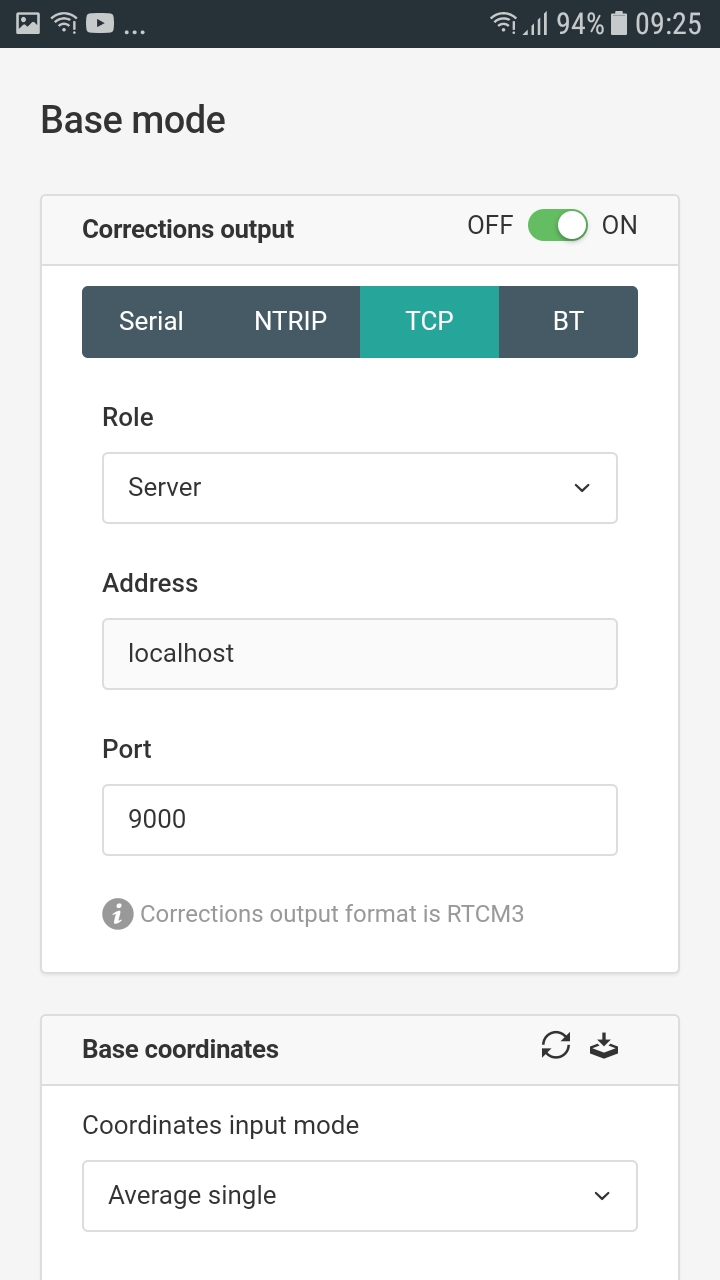 ... 94% 09:25
Base mode
Corrections output OFF ON
Serial NTRIP TCP BT
Role
Server
Address
localhost
Port
9000
Corrections output format is RTCM3
Base coordinates
Coordinates input mode
Average single